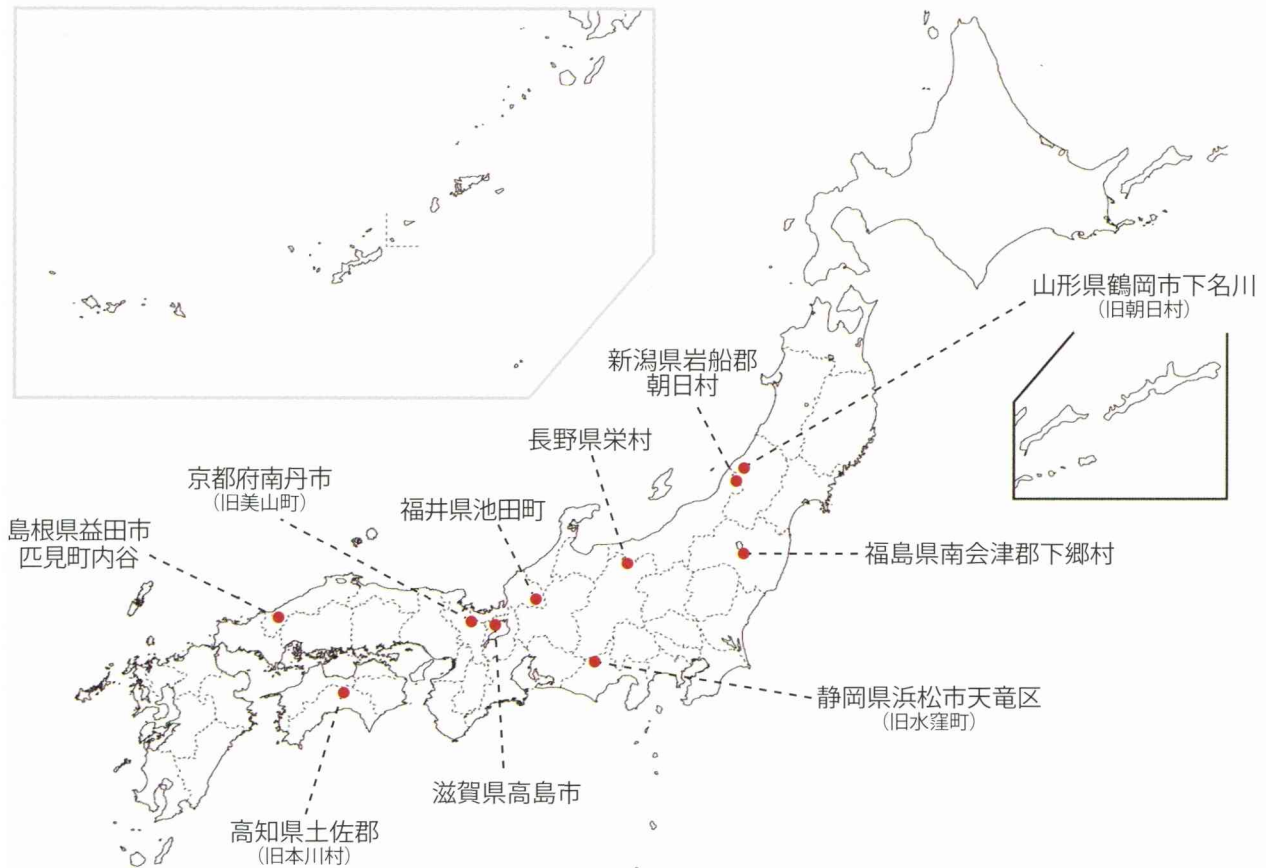 山形県鶴岡市下名川
（旧朝日村）
新潟県岩船郡
朝日村
長野県栄村
京都府南丹市
（旧美山町）
福井県池田町
島根県益田市
匹見町内谷
福島県南会津郡下郷村
静岡県浜松市天竜区
（旧水窪町）
滋賀県高島市
高知県土佐郡
（旧本川村）